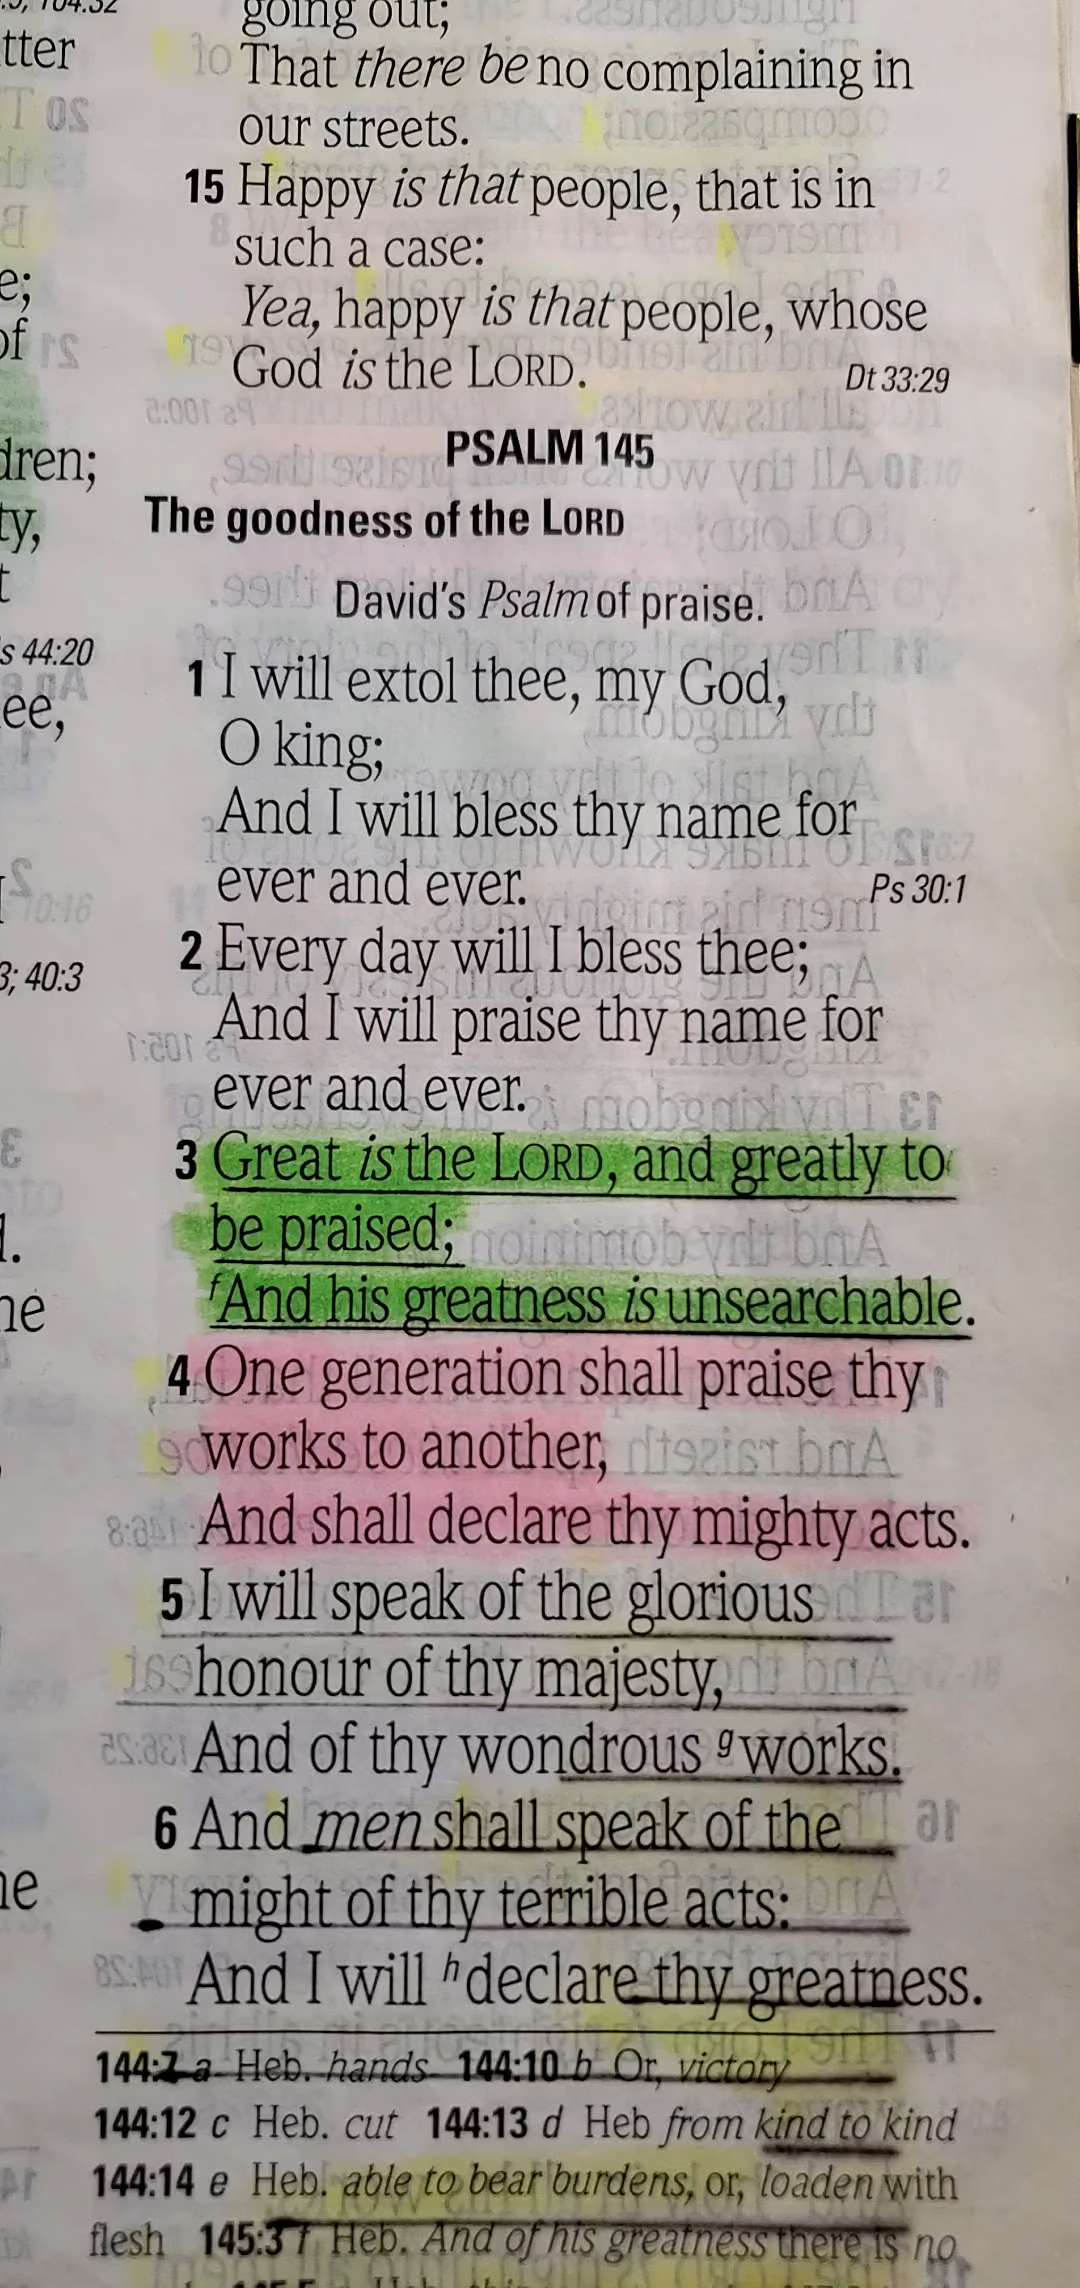 going out;
That there be no complaining in
our streets.
15 Happy is that people, that is in
such a case:
Yea, happy is that people, whose
God is the LORD. Dt 33:29
PSALM 145
The goodness of the LORD
David's Psalm of praise.
1 I will extol thee, my God,
O king;
And I will bless thy name for
ever and ever. Ps 30:1
2 Every day will I bless thee;
And I will praise thy name for
ever and ever.
3 Great is the LORD, and greatly to
be praised;
f And his greatness is unsearchable.
4 One generation shall praise thy
works to another,
And shall declare thy mighty acts.
5 I will speak of the glorious
honour of thy majesty,
And of thy wondrous g works.
6 And men shall speak of the
might of thy terrible acts:
And I will h declare thy greatness.
144:7 a Heb. hands 144:10 b Or, victory
144:12 c Heb. cut 144:13 d Heb from kind to kind
144:14 e Heb. able to bear burdens, or, loaden with
flesh 145:3 f Heb. And of his greatness there is no